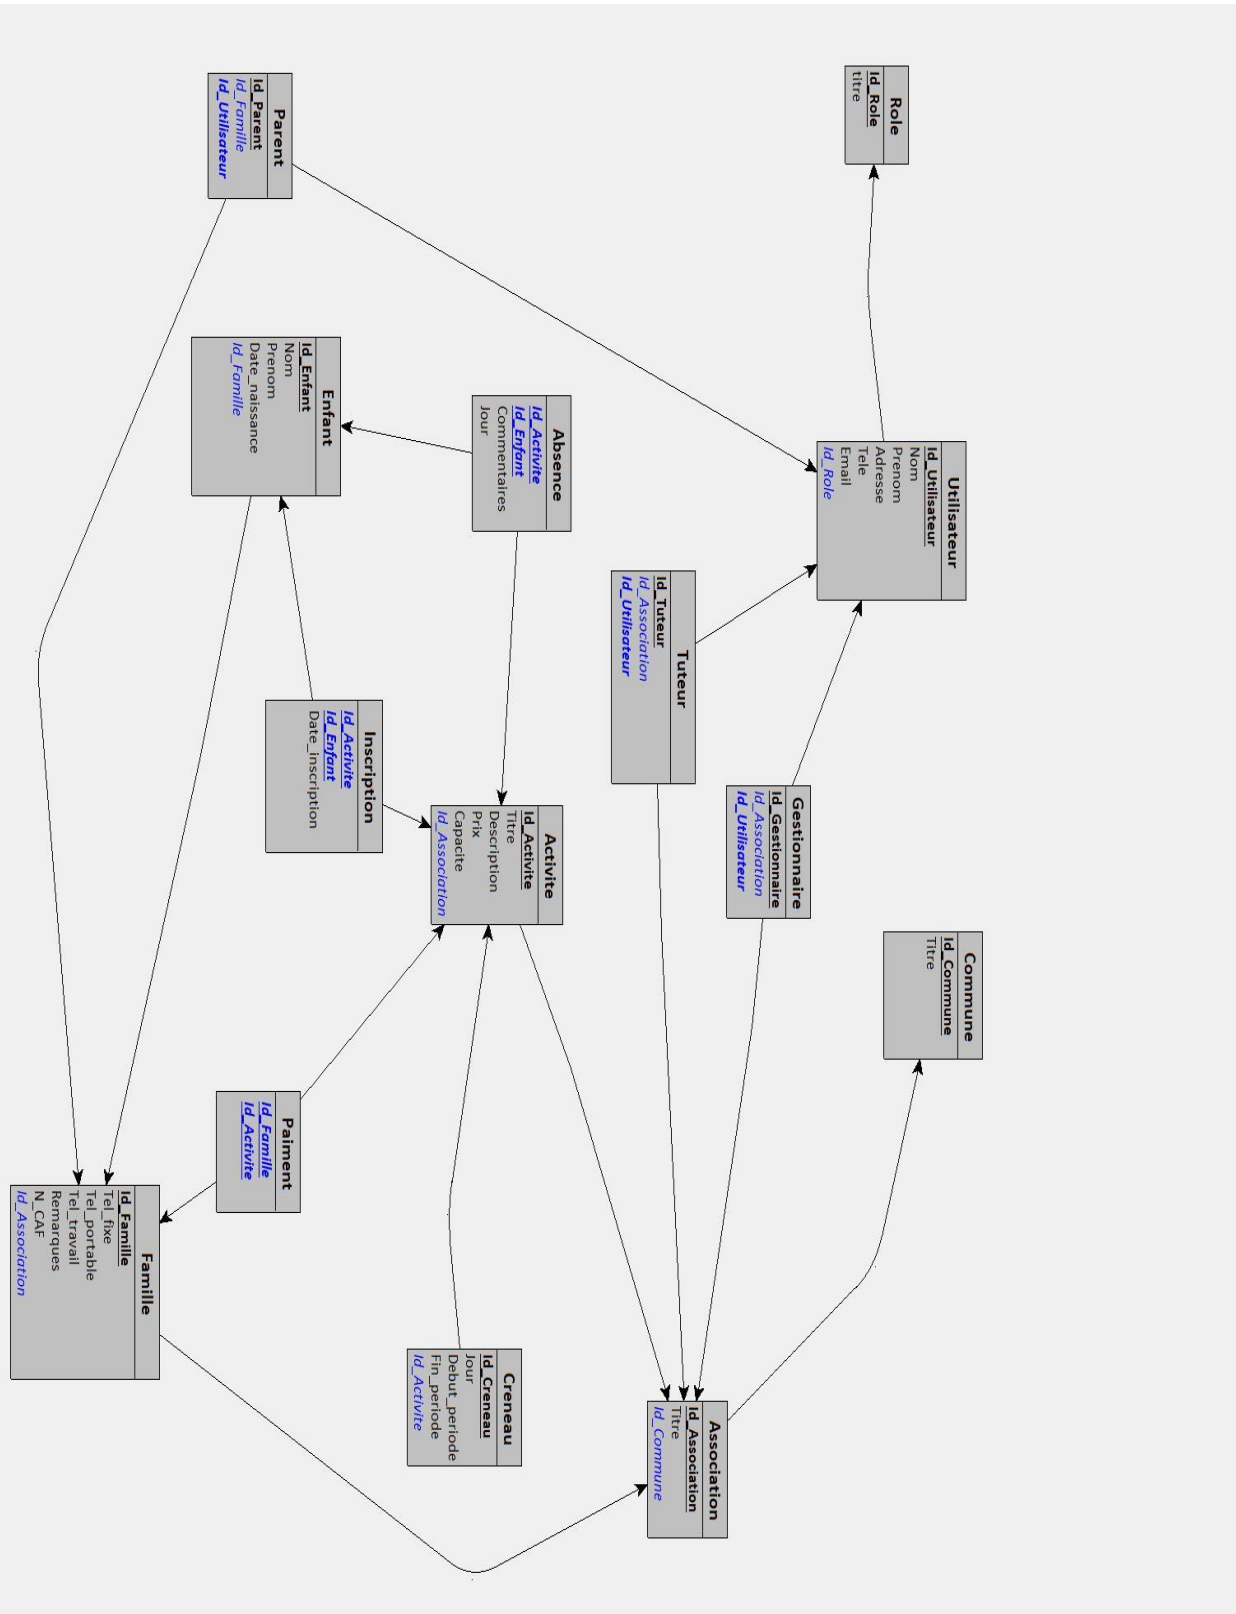 Role
Id_Role
titre
Parent
Id_Parent
Id_Famille
Id_Utilisateur
Utilisateur
Id_Utilisateur
Nom
Prenom
Adresse
Tele
Email
Id_Role
Absence
Id_Activite
Id_Enfant
Commentaires
Jour
Enfant
Id_Enfant
Nom
Prenom
Date_naissance
Id_Famille
Tuteur
Id_Tuteur
Id_Association
Id_Utilisateur
Gestionnaire
Id_Gestionnaire
Id_Association
Id_Utilisateur
Inscription
Id_Activite
Id_Enfant
Date_inscription
Activite
Id_Activite
Titre
Description
Prix
Capacite
Id_Association
Commune
Id_Commune
Titre
Paiment
Id_Famille
Id_Activite
Famille
Id_Famille
Tel_fixe
Tel_portable
Tel_travail
Remarques
N_CAF
Id_Association
Creneau
Id_Creneau
Jour
Debut_periode
Fin_periode
Id_Activite
Association
Id_Association
Titre
Id_Commune